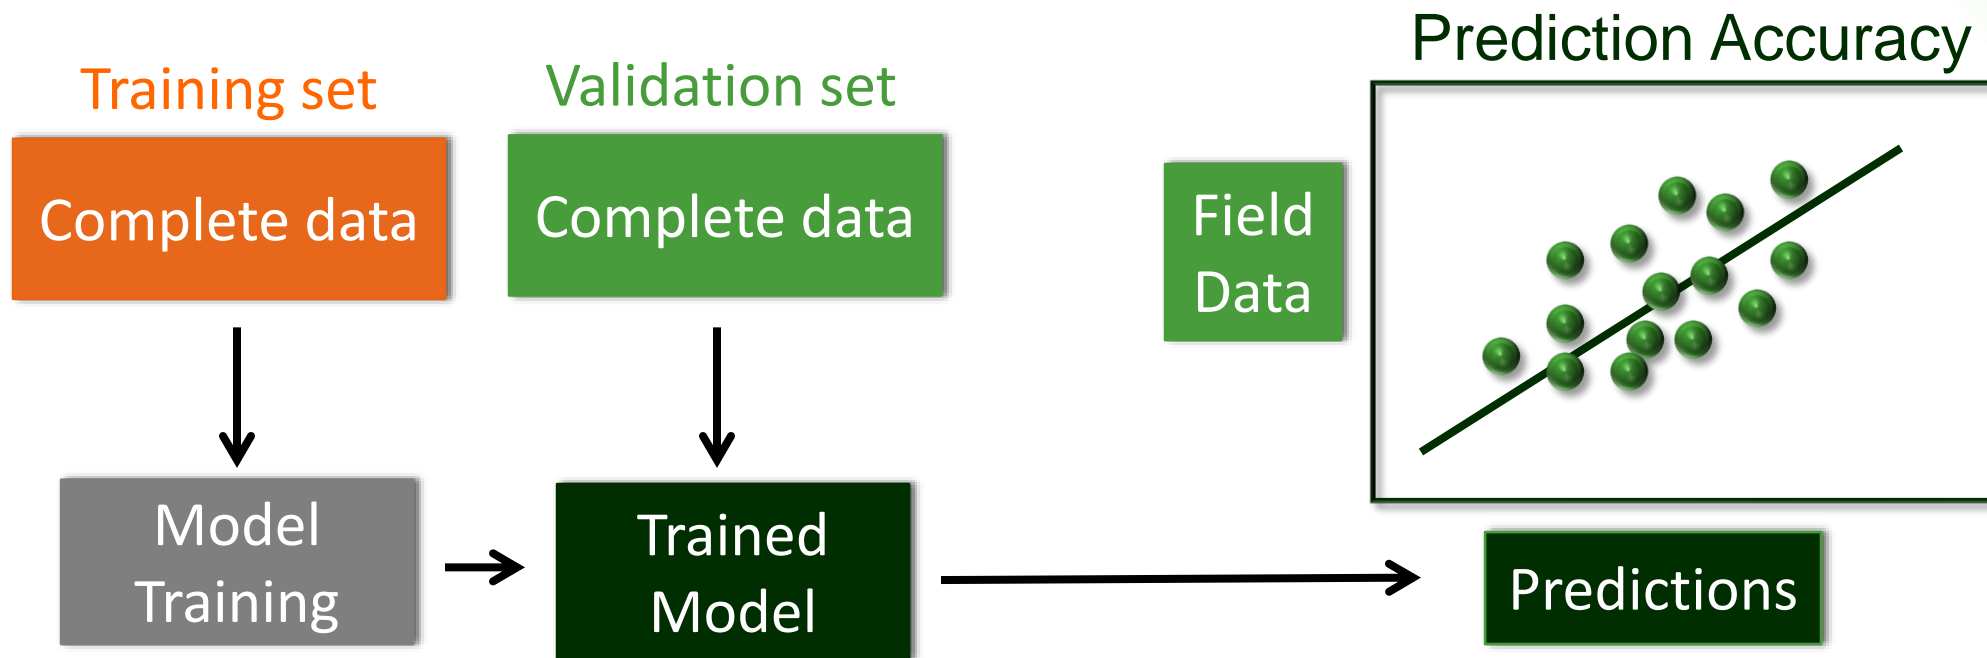 Prediction Accuracy
Training set
Validation set
Complete data
Complete data
Field
Data
Model
Training
Trained
Model
Predictions